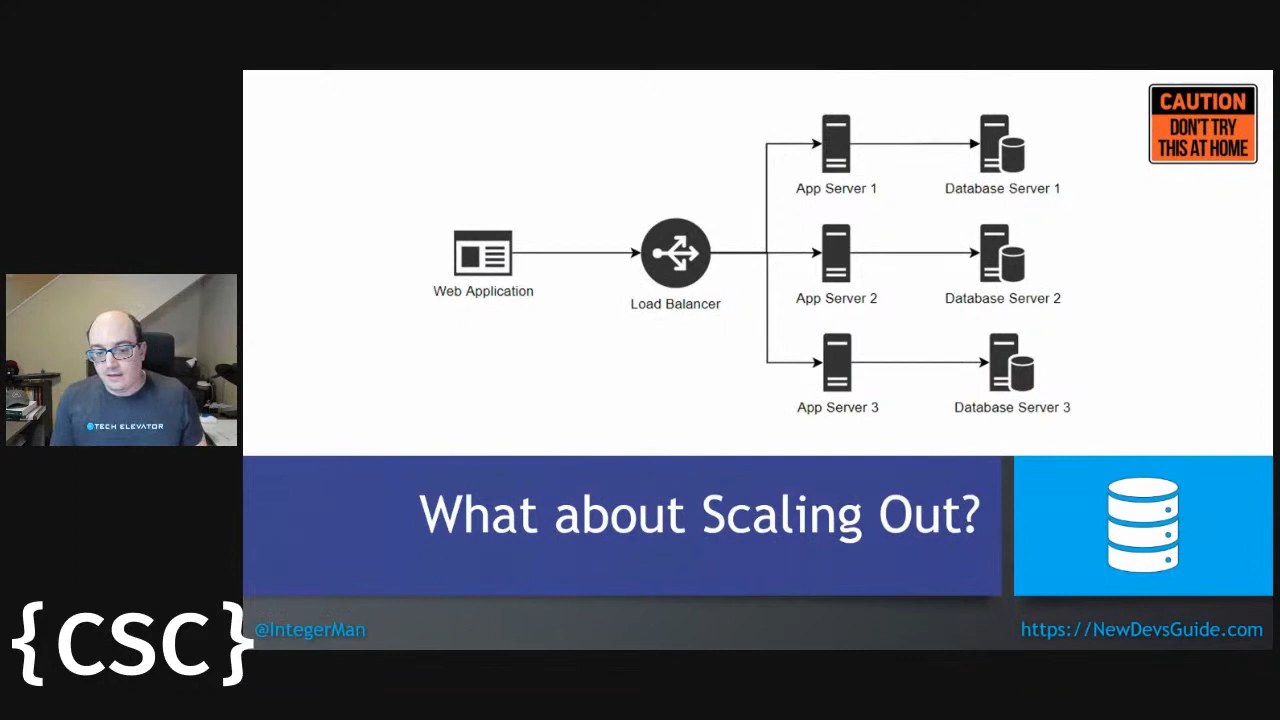 CAUTION
DON'T TRY
THIS AT HOME
App Server 1
Database Server 1
Web Application
Load Balancer
App Server 2
Database Server 2
App Server 3
Database Server 3
TECH ELEVATOR
What about Scaling Out?
{CSC}
@IntegerMan
https://NewDevsGuide.com